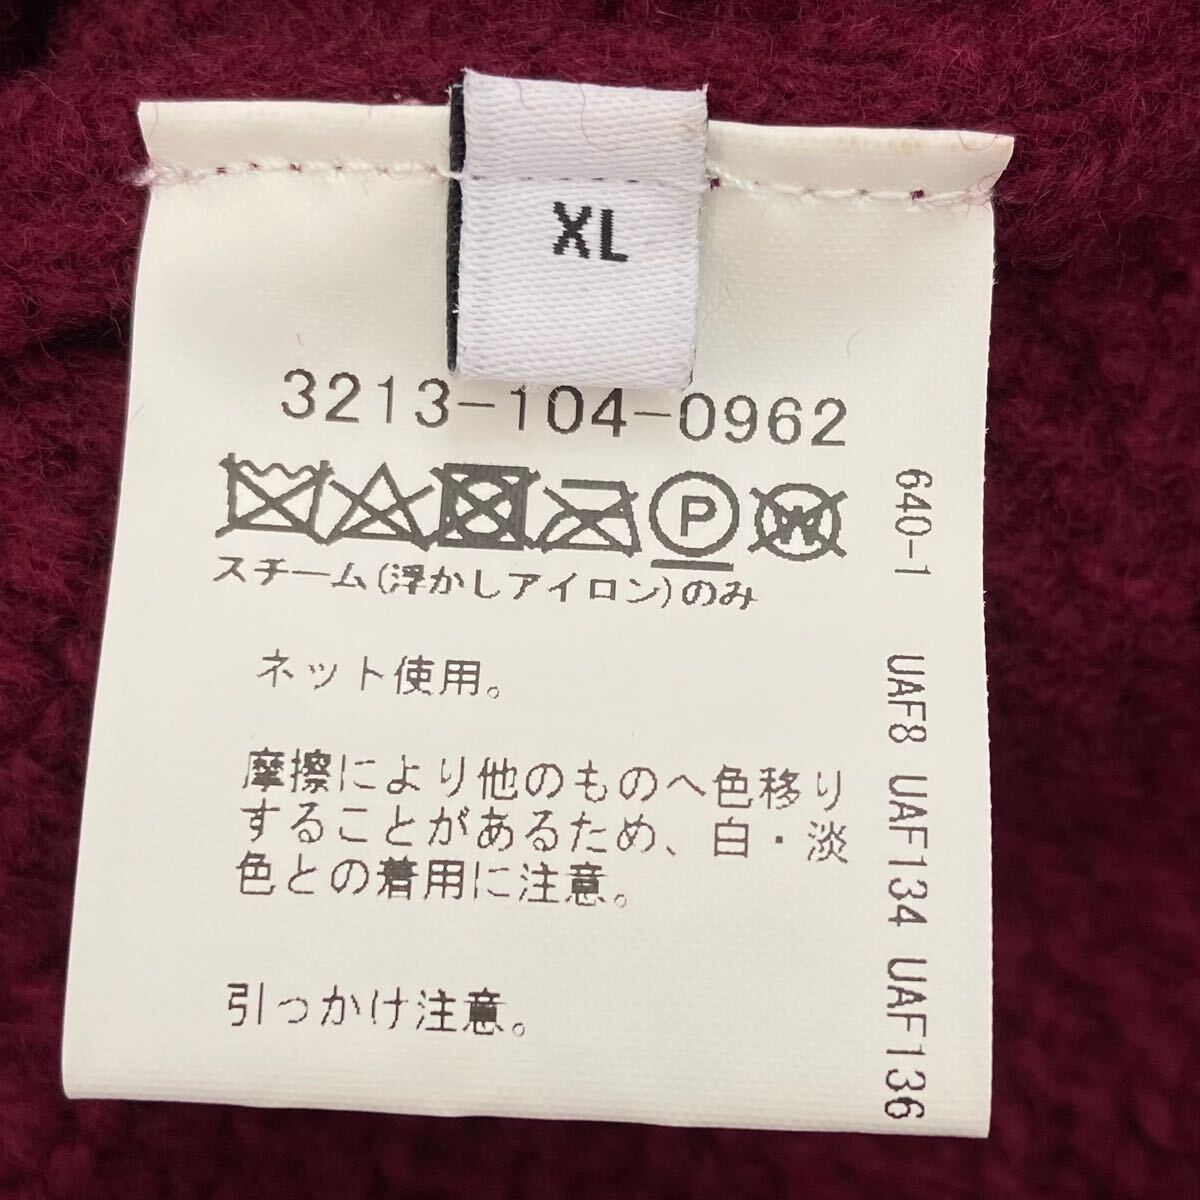 XL
3213-104-0962
P W
スチーム(浮かしアイロン)のみ
ネット使用。
摩擦により他のものへ色移り
することがあるため、白・淡
色との着用に注意。
引っかけ注意。
640-1 UAF8 UAF134 UAF136